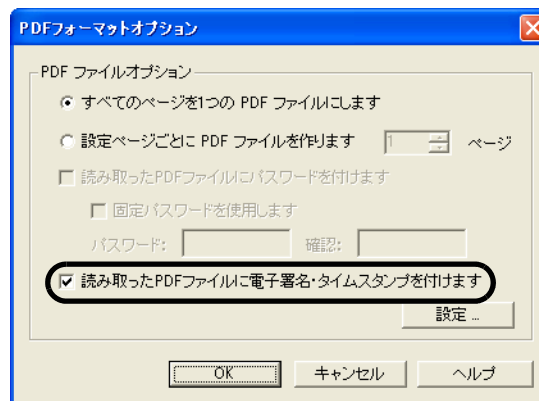 PDFフォーマットオプション
PDF ファイルオプション
すべてのページを1つの PDF ファイルにします
設定ページごとに PDF ファイルを作ります 1 ページ
読み取ったPDFファイルにパスワードを付けます
固定パスワードを使用します
パスワード: 確認:
読み取ったPDFファイルに電子署名・タイムスタンプを付けます
設定 ...
OK キャンセル ヘルプ